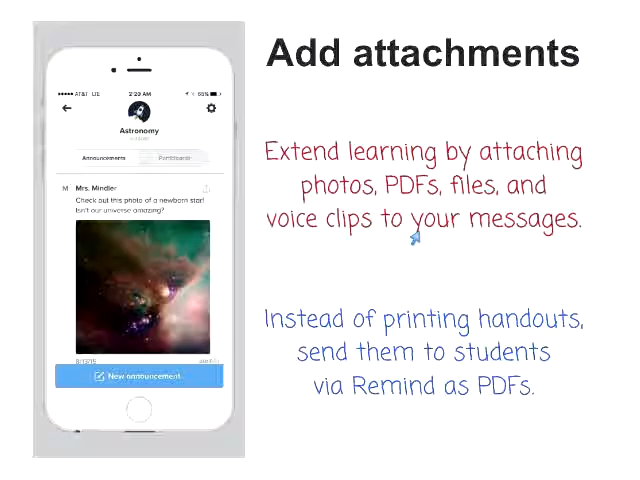 Add attachments
AT&T LTE 2:20 AM
Astronomy
Announcements Participants
M Mrs. Mindler
Check out this photo of a newborn star!
Isn't our universe amazing?
New announcement
Extend learning by attaching
photos, PDFs, files, and
voice clips to your messages.
Instead of printing handouts,
send them to students
via Remind as PDFs.